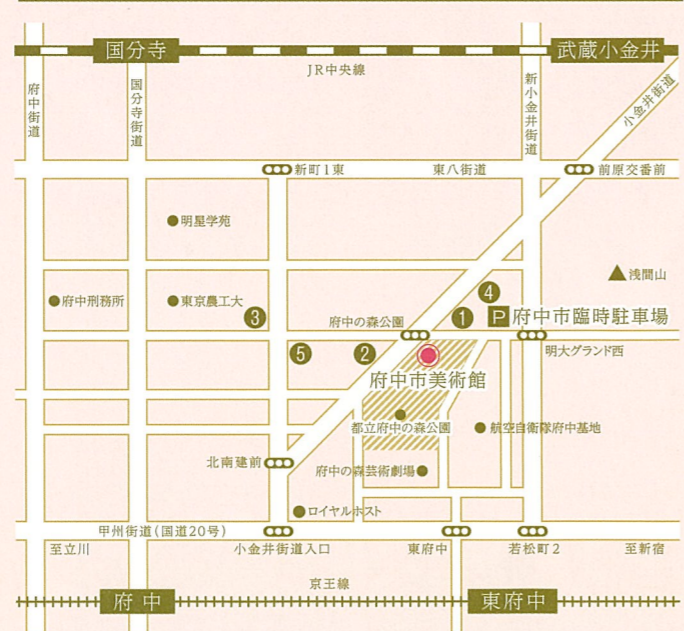 国分寺
武蔵小金井
JR中央線
府中街道
国分寺街道
新小金井街道
小金井街道
新町1東
東八街道
前原交番前
明星学苑
浅間山
府中刑務所
東京農工大
3
4
1
P 府中市臨時駐車場
府中の森公園
5
2
明大グランド西
府中市美術館
都立府中の森公園
航空自衛隊府中基地
北南建前
府中の森芸術劇場
ロイヤルホスト
甲州街道(国道20号)
至立川
小金井街道入口
東府中
若松町2
至新宿
京王線
府中
東府中